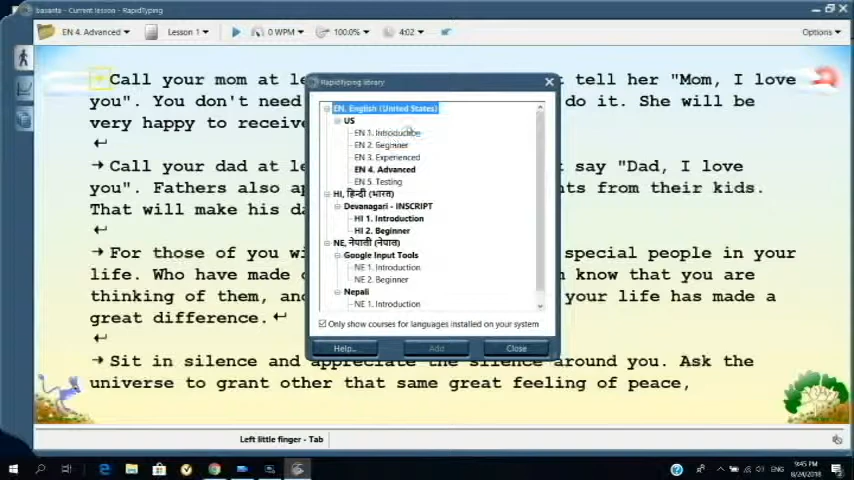 basanta - Current lesson - RapidTyping
EN 4. Advanced Lesson 1 0 WPM 100.0% 4:02 Options
Call your mom at le t tell her "Mom, I love
you". You don't need do it. She will be
very happy to receive
Call your dad at le t say "Dad, I love
you". Fathers also ap nts from their kids.
That will make his da
For those of you wi special people in your
life. Who have made know that you are
thinking of them, and your life has made a
great difference.
Sit in silence and appreciate the silence around you. Ask the
universe to grant other that same great feeling of peace,
RapidTyping library
EN, English (United States)
US
EN 1. Introduction
EN 2. Beginner
EN 3. Experienced
EN 4. Advanced
EN 5. Testing
HI, हिन्दी (भारत)
Devanagari - INSCRIPT
HI 1. Introduction
HI 2. Beginner
NE, नेपाली (नेपाल)
Google Input Tools
NE 1. Introduction
NE 2. Beginner
Nepali
NE 1. Introduction
Only show courses for languages installed on your system
Help... Add Close
Left little finger - Tab
ENG 9:45 PM
8/24/2018